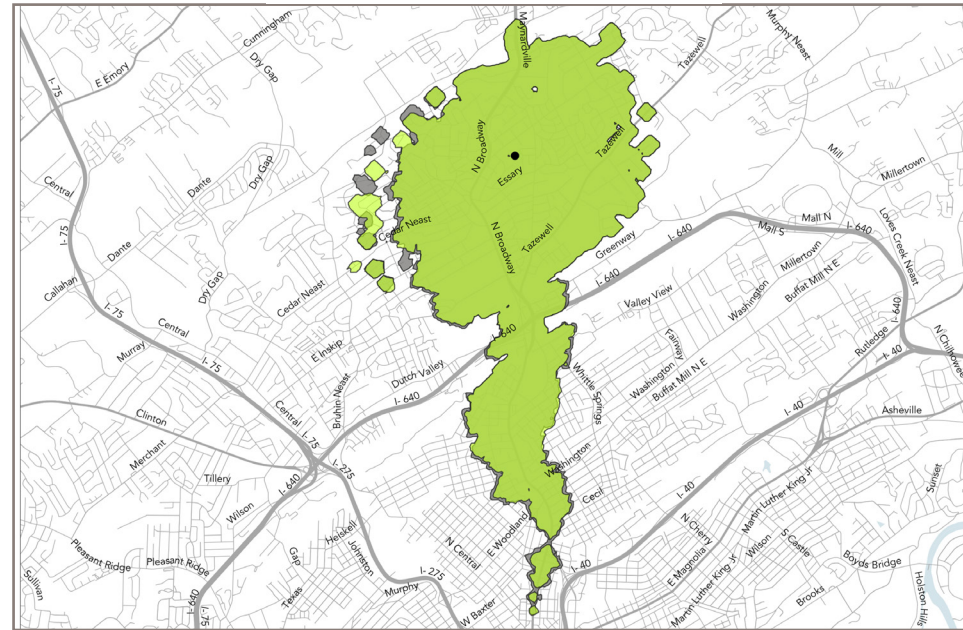 Maynardville
Cunningham
Murphy Neast
Dry Gap
Tazewell
E Emory
I- 75
N Broadway
Tazewell
Essary
Mill
Millertown
Dry Gap
Dante
Central
Cedar Neast
Mall N
Loves Creek Neast
Tazewell
I- 640
Mall S
I- 640
I- 75
Dante
N Broadway
Greenway
Millertown
Callahan
Dry Gap
Cedar Neast
I- 640
Buffat Mill N E
Valley View
Washington
I- 75
Central
I- 640
I- 640
Rutledge
N Chilhowee
Murray
E Inskip
Fairway
I- 40
I- 75
Dutch Valley
Whittle Springs
Washington
Buffat Mill N E
Bruhin Neast
I- 640
I- 40
Clinton
Central
Asheville
I- 75
Merchant
Washington
I- 275
Tillery
I- 640
Sunset
Cecil
I- 40
Martin Luther King Jr
Wilson
Heiskell
E Woodland
N Cherry
N Central
S Castle
Wilson
Pleasant Ridge
Pleasant Ridge
Gap
Johnston
E Magnolia
Boyds Bridge
I- 40
I- 275
Sullivan
Texas
Murphy
Martin Luther King Jr
Brooks
Holston Hills
I- 640
W Baxter
I- 75